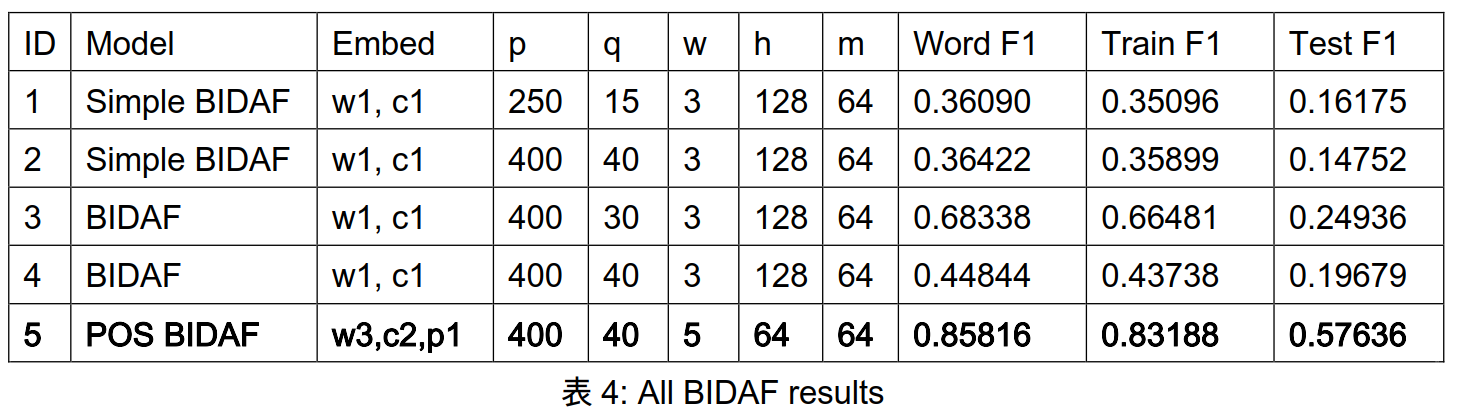 ID Model Embed p q w h m Word F1 Train F1 Test F1
1 Simple BIDAF w1, c1 250 15 3 128 64 0.36090 0.35096 0.16175
2 Simple BIDAF w1, c1 400 40 3 128 64 0.36422 0.35899 0.14752
3 BIDAF w1, c1 400 30 3 128 64 0.68338 0.66481 0.24936
4 BIDAF w1, c1 400 40 3 128 64 0.44844 0.43738 0.19679
5 POS BIDAF w3,c2,p1 400 40 5 64 64 0.85816 0.83188 0.57636
表 4: All BIDAF results